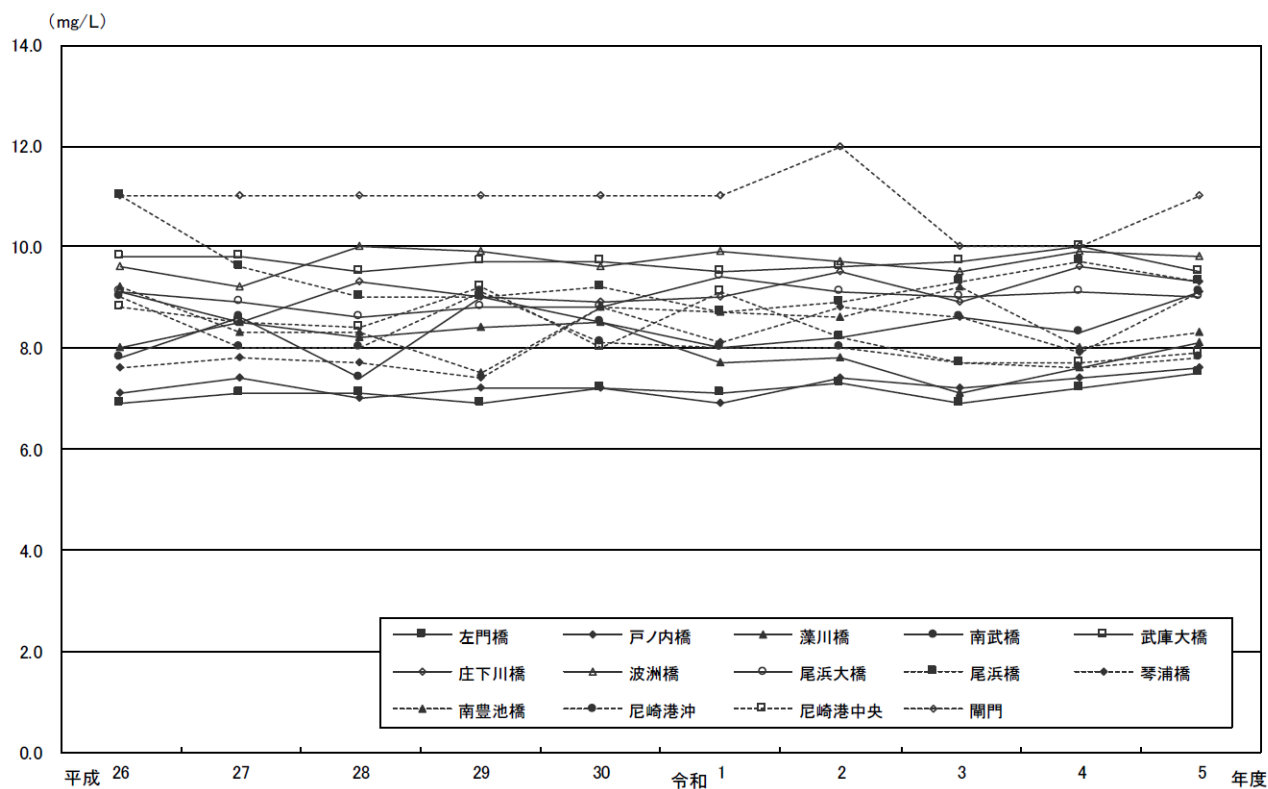 (mg/L)
14.0
12.0
10.0
8.0
6.0
4.0
2.0
0.0
左門橋 戸ノ内橋 藻川橋 南武橋 武庫大橋
庄下川橋 波洲橋 尾浜大橋 尾浜橋 琴浦橋
南豊池橋 尼崎港沖 尼崎港中央 閘門
平成 26 27 28 29 30 令和 1 2 3 4 5 年度